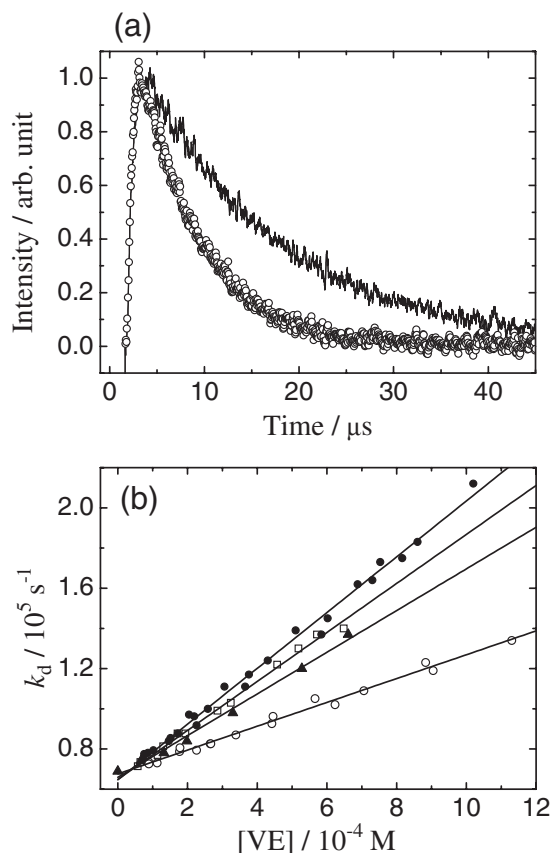 (a)
1.0
0.8
0.6
0.4
0.2
0.0
Intensity / arb. unit
0 10 20 30 40
Time / μs
(b)
2.0
1.6
1.2
0.8
k_d / 10^5 s^-1
0 2 4 6 8 10 12
[VE] / 10^-4 M